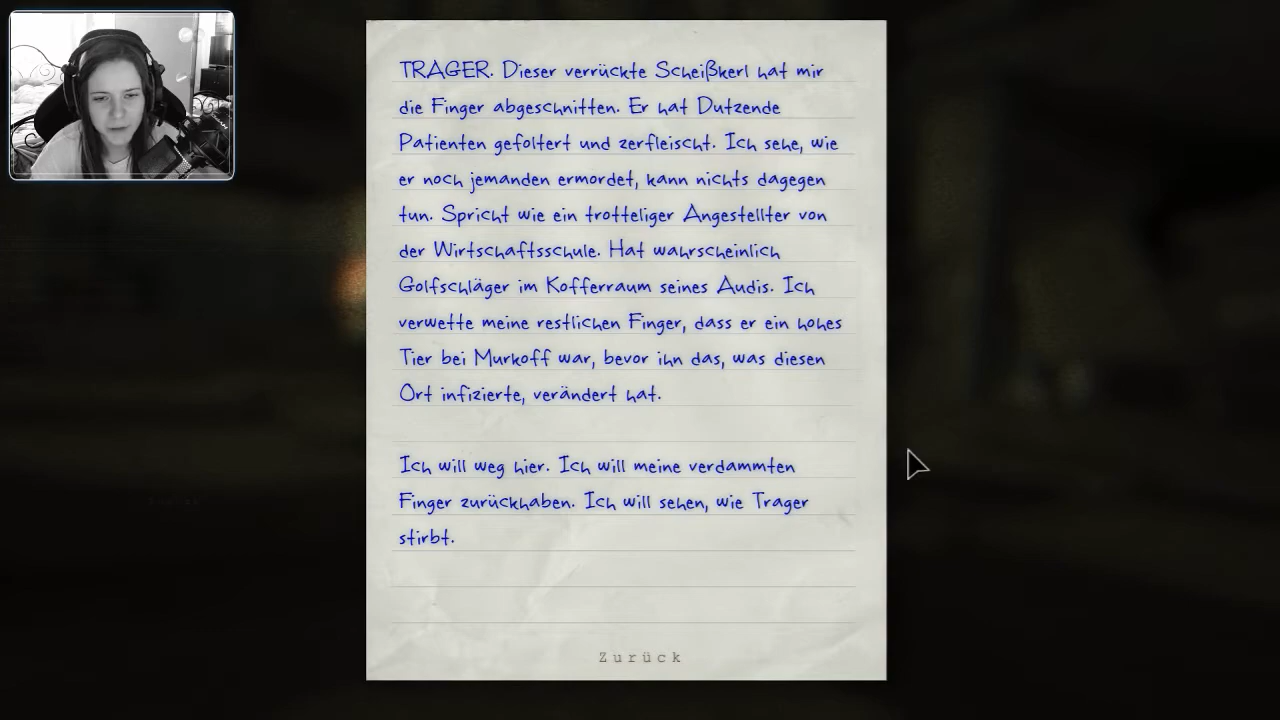 TRAGER. Dieser verrückte Scheißkerl hat mir
die Finger abgeschnitten. Er hat Dutzende
Patienten gefoltert und zerfleischt. Ich sehe, wie
er noch jemanden ermordet, kann nichts dagegen
tun. Spricht wie ein trotteliger Angestellter von
der Wirtschaftsschule. Hat wahrscheinlich
Golfschläger im Kofferraum seines Audis. Ich
verwette meine restlichen Finger, dass er ein hohes
Tier bei Murkoff war, bevor ihn das, was diesen
Ort infizierte, verändert hat.
Ich will weg hier. Ich will meine verdammten
Finger zurückhaben. Ich will sehen, wie Trager
stirbt.
Zurück